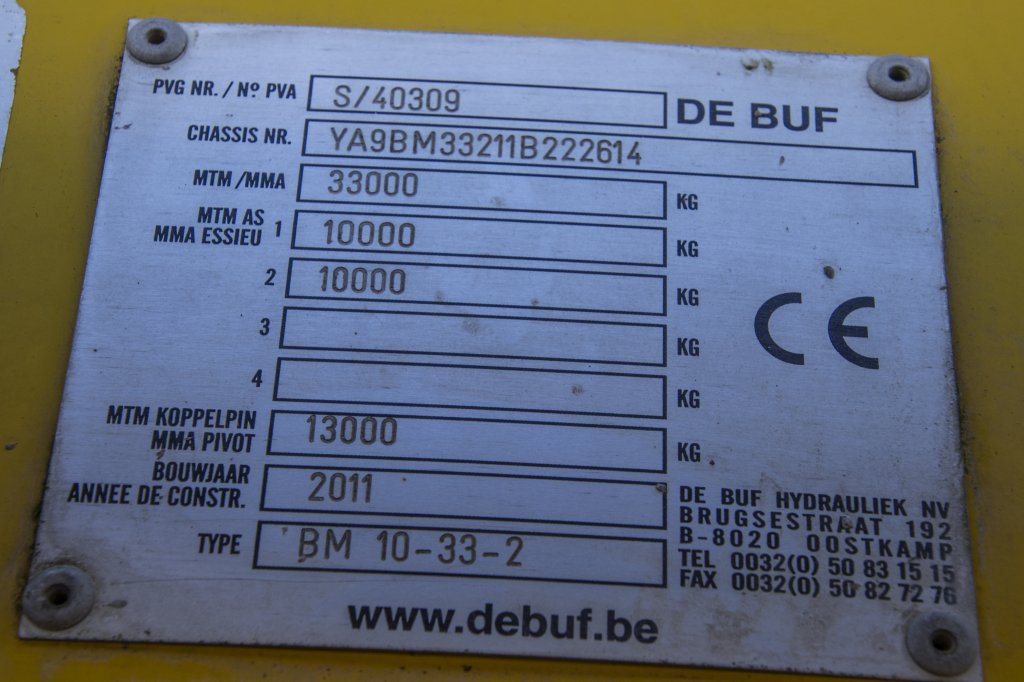 PVG NR. / Nº PVA S/40309 DE BUF
CHASSIS NR. YA9BM33211B222614
MTM /MMA 33000 KG
MTM AS
MMA ESSIEU 1 10000 KG
2 10000 KG
3 KG
4 KG
MTM KOPPELPIN
MMA PIVOT 13000 KG
BOUWJAAR
ANNEE DE CONSTR. 2011
TYPE BM 10-33-2
CE
DE BUF HYDRAULIEK NV
BRUGSESTRAAT 192
B-8020 OOSTKAMP
TEL 0032(0) 50 83 15 15
FAX 0032(0) 50 82 72 76
www.debuf.be